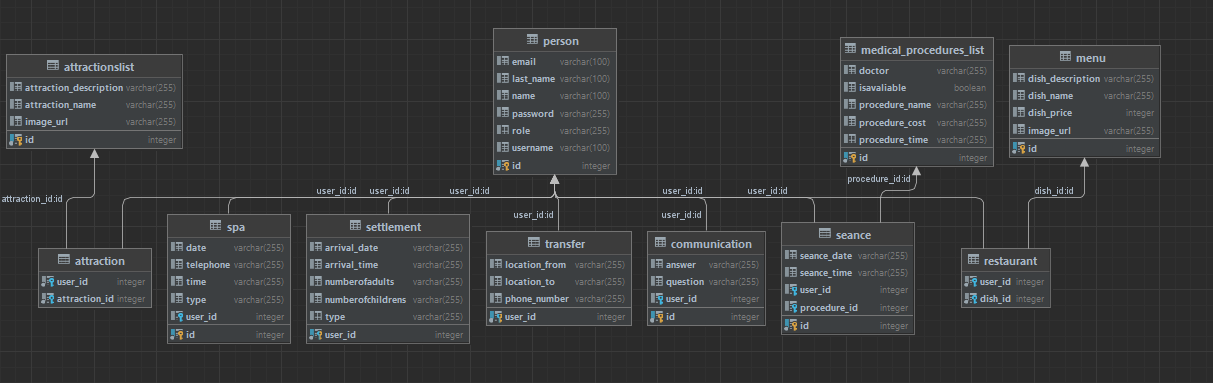 attractionslist
attraction_description varchar(255)
attraction_name varchar(255)
image_url varchar(255)
id integer
person
email varchar(100)
last_name varchar(100)
name varchar(100)
password varchar(255)
role varchar(255)
username varchar(100)
id integer
medical_procedures_list
doctor varchar(255)
isavaliable boolean
procedure_name varchar(255)
procedure_cost varchar(255)
procedure_time varchar(255)
id integer
menu
dish_description varchar(255)
dish_name varchar(255)
dish_price integer
image_url varchar(255)
id integer
attraction_id:id
user_id:id
user_id:id
user_id:id
user_id:id
user_id:id
user_id:id
user_id:id
procedure_id:id
dish_id:id
attraction
user_id integer
attraction_id integer
spa
date varchar(255)
telephone varchar(255)
time varchar(255)
type varchar(255)
user_id integer
id integer
settlement
arrival_date varchar(255)
arrival_time varchar(255)
numberofadults varchar(255)
numberofchildrens varchar(255)
type varchar(255)
user_id integer
transfer
location_from varchar(255)
location_to varchar(255)
phone_number varchar(255)
user_id integer
communication
answer varchar(255)
question varchar(255)
user_id integer
id integer
seance
seance_date varchar(255)
seance_time varchar(255)
user_id integer
procedure_id integer
id integer
restaurant
user_id integer
dish_id integer